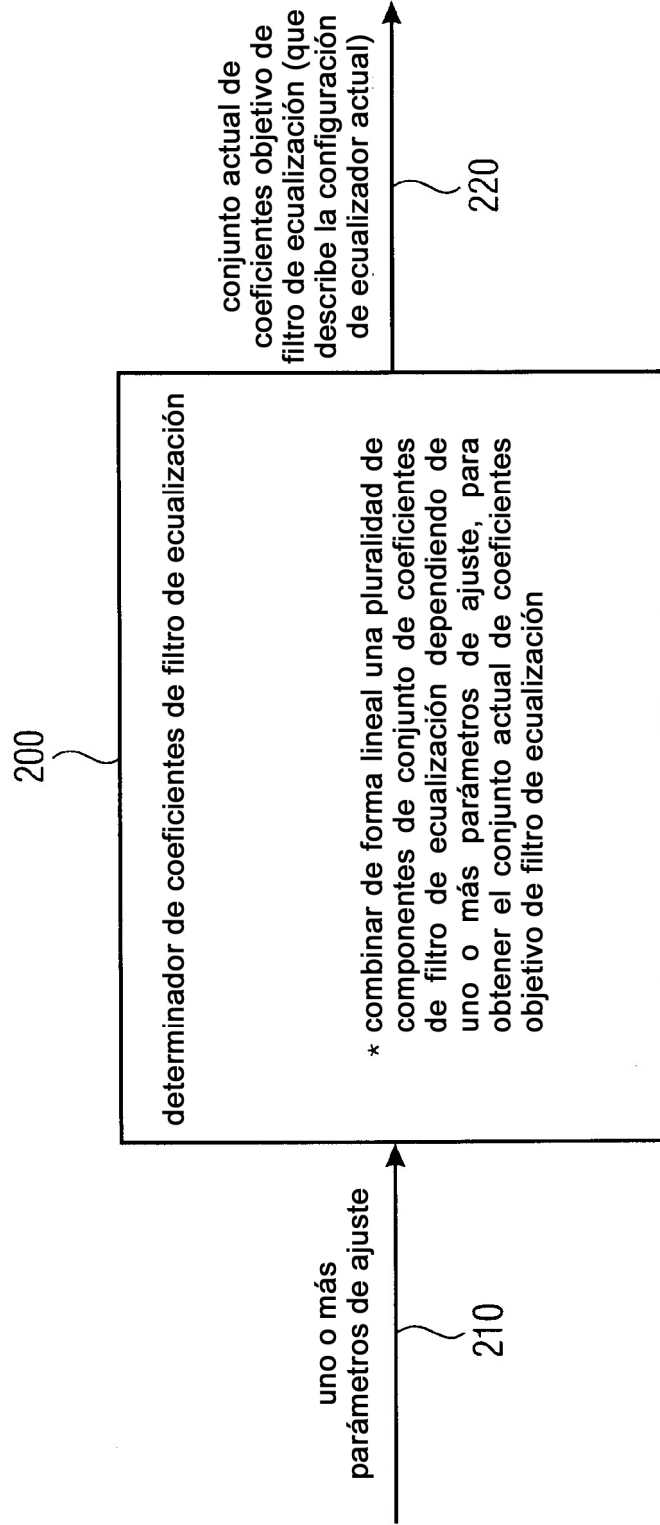 200
determinador de coeficientes de filtro de ecualización
* combinar de forma lineal una pluralidad de
componentes de conjunto de coeficientes
de filtro de ecualización dependiendo de
uno o más parámetros de ajuste, para
obtener el conjunto actual de coeficientes
objetivo de filtro de ecualización
uno o más
parámetros de ajuste
210
conjunto actual de
coeficientes objetivo de
filtro de ecualización (que
describe la configuración
de ecualizador actual)
220